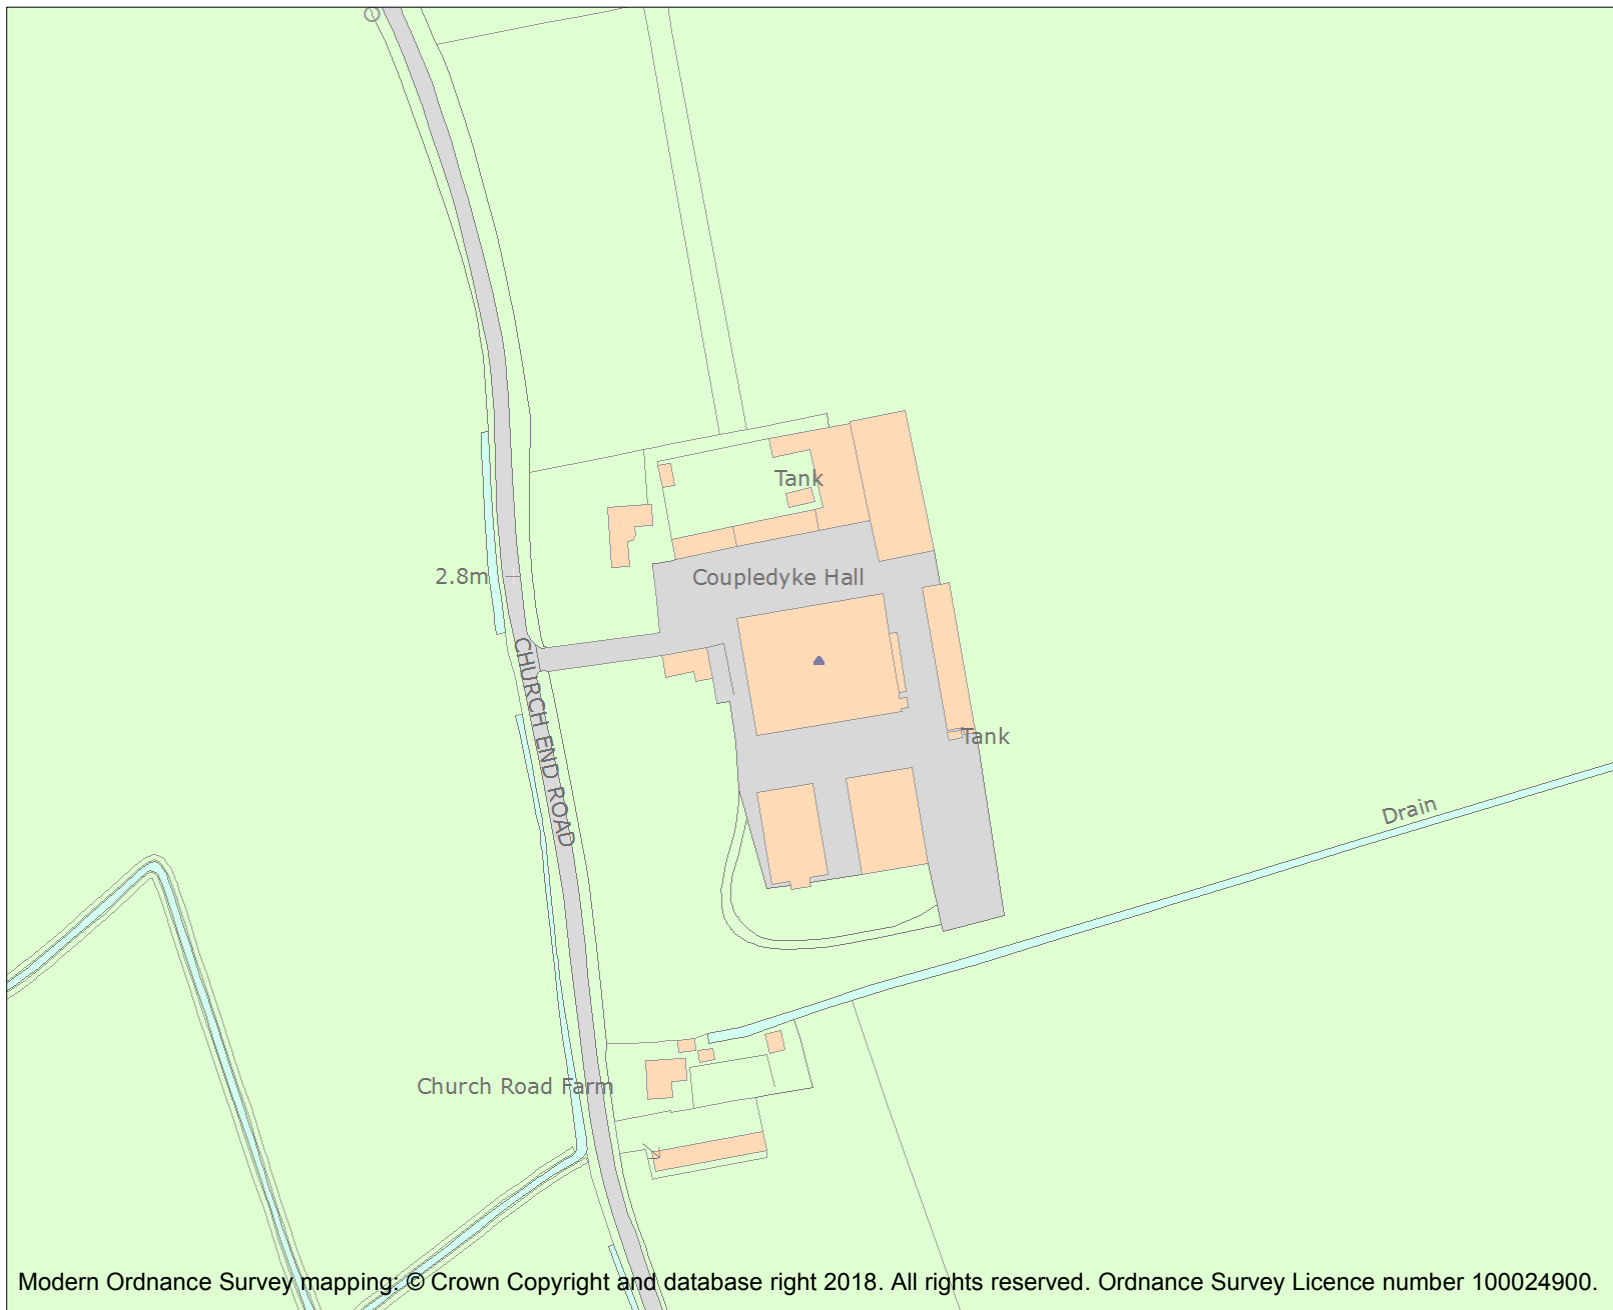 Tank
2.8m
Coupledyke Hall
CHURCH END ROAD
Tank
Drain
Church Road Farm
Modern Ordnance Survey mapping: © Crown Copyright and database right 2018. All rights reserved. Ordnance Survey Licence number 100024900.